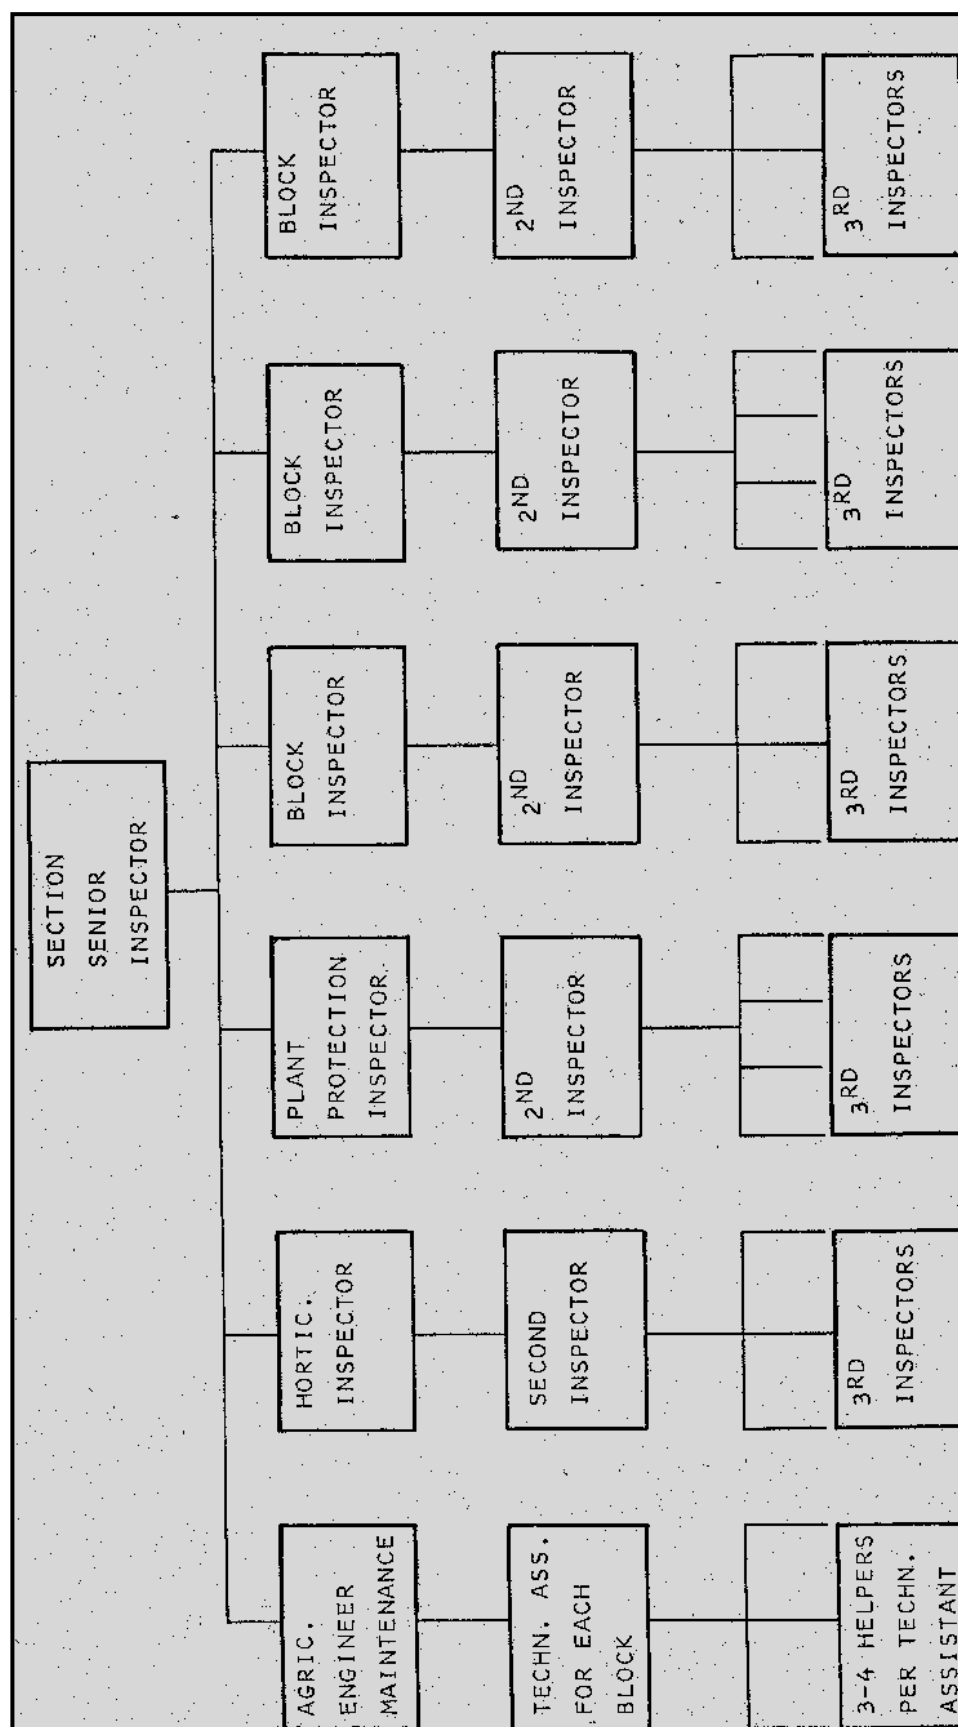 SECTION
SENIOR
INSPECTOR
AGRIC.
ENGINEER
MAINTENANCE
HORTIC.
INSPECTOR
PLANT
PROTECTION
INSPECTOR
BLOCK
INSPECTOR
BLOCK
INSPECTOR
BLOCK
INSPECTOR
TECHN. ASS.
FOR EACH
BLOCK
SECOND
INSPECTOR
2ND
INSPECTOR
2ND
INSPECTOR
2ND
INSPECTOR
2ND
INSPECTOR
3-4 HELPERS
PER TECHN.
ASSISTANT
3RD
INSPECTORS
3RD
INSPECTORS
3RD
INSPECTORS
3RD
INSPECTORS
3RD
INSPECTORS